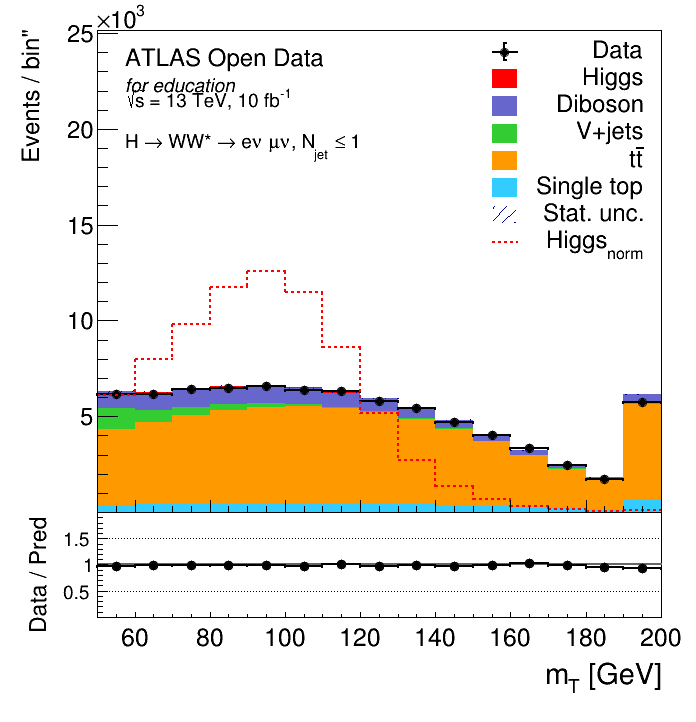 ×10³
Events / bin"
25
20
15
10
5
ATLAS Open Data
for education
√s = 13 TeV, 10 fb⁻¹
H → WW* → eν μν, N_jet ≤ 1
Data
Higgs
Diboson
V+jets
tt̄
Single top
Stat. unc.
Higgs_norm
Data / Pred
1.5
1
0.5
60 80 100 120 140 160 180 200
m_T [GeV]